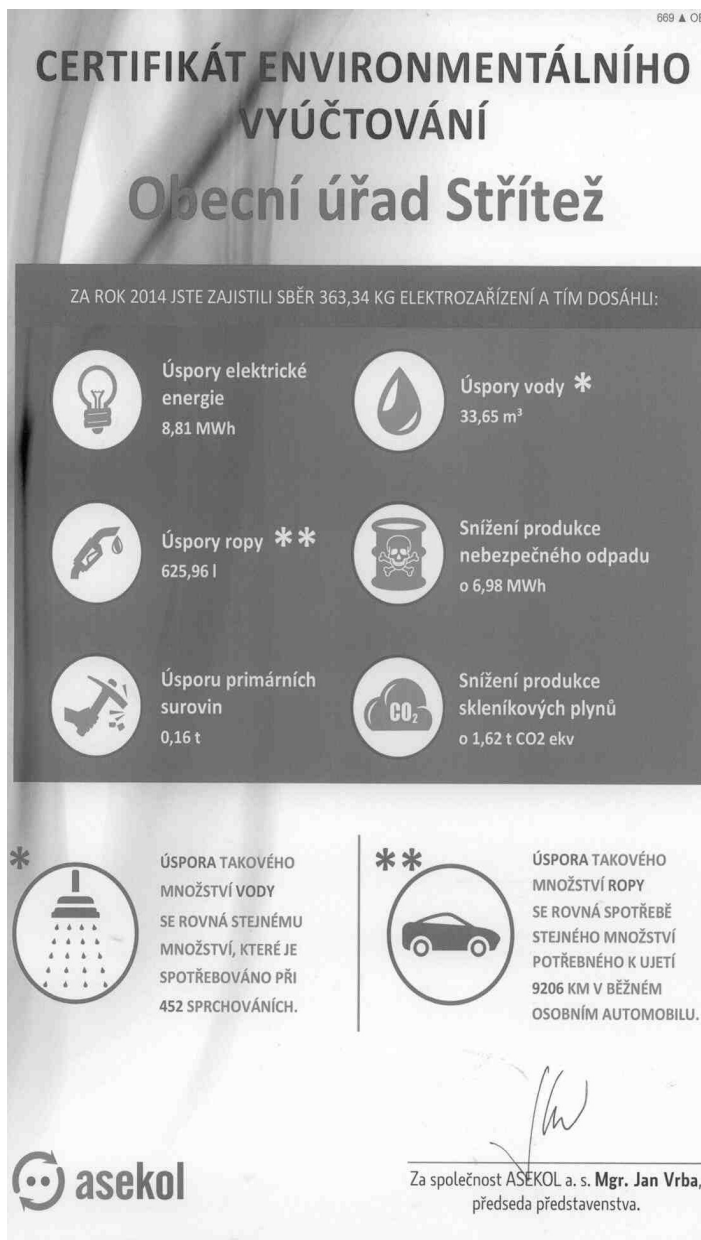 669 ▲ OB
CERTIFIKÁT ENVIRONMENTÁLNÍHO
VYÚČTOVÁNÍ
Obecní úřad Střítež
ZA ROK 2014 JSTE ZAJISTILI SBĚR 363,34 KG ELEKTROZAŘÍZENÍ A TÍM DOSÁHLI:
Úspory elektrické
energie
8,81 MWh
Úspory vody *
33,65 m³
Úspory ropy **
625,96 l
Snížení produkce
nebezpečného odpadu
o 6,98 MWh
Úsporu primárních
surovin
0,16 t
CO₂
Snížení produkce
skleníkových plynů
o 1,62 t CO2 ekv
*
ÚSPORA TAKOVÉHO
MNOŽSTVÍ VODY
SE ROVNÁ STEJNÉMU
MNOŽSTVÍ, KTERÉ JE
SPOTŘEBOVÁNO PŘI
452 SPRCHOVÁNÍCH.
**
ÚSPORA TAKOVÉHO
MNOŽSTVÍ ROPY
SE ROVNÁ SPOTŘEBĚ
STEJNÉHO MNOŽSTVÍ
POTŘEBNÉHO K UJETÍ
9206 KM V BĚŽNÉM
OSOBNÍM AUTOMOBILU.
asekol
Za společnost ASEKOL a. s. Mgr. Jan Vrba,
předseda představenstva.